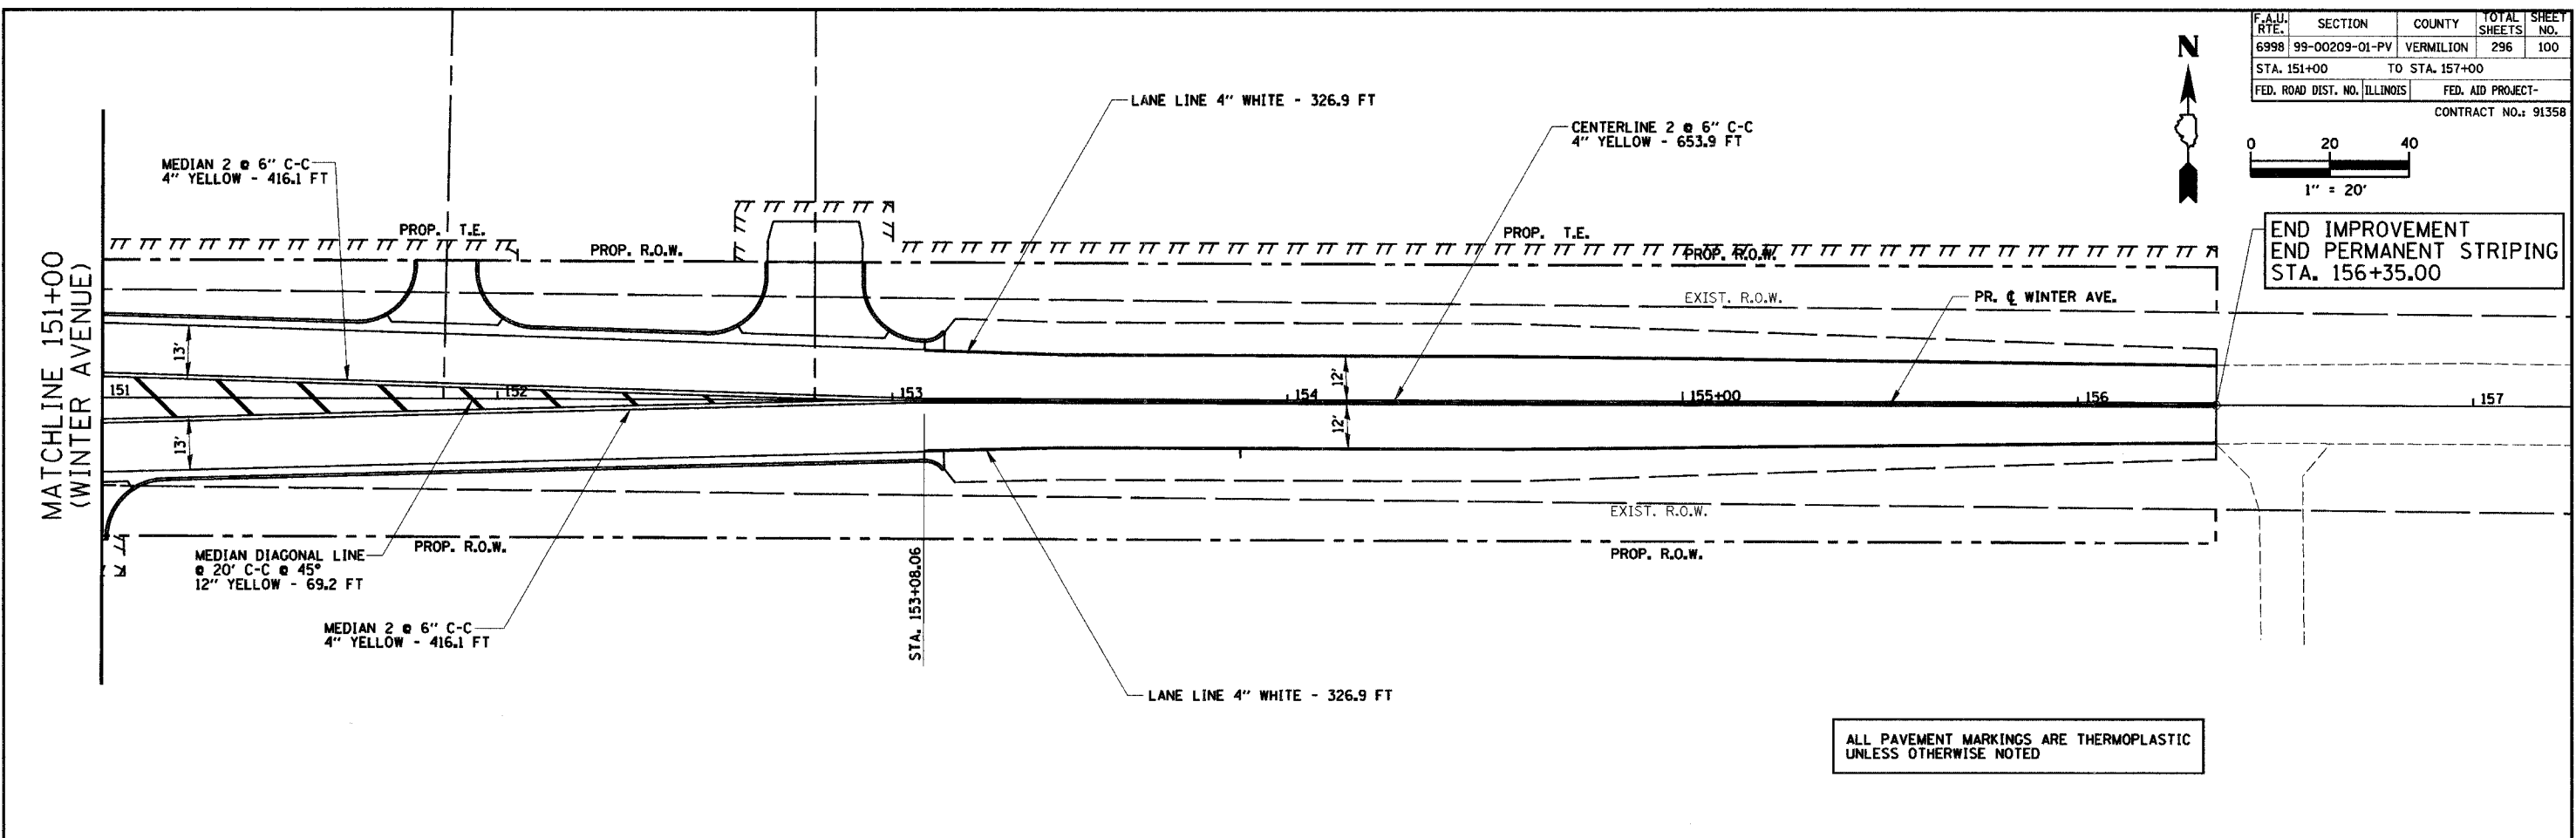 F.A.U. RTE. SECTION COUNTY TOTAL SHEETS SHEET NO.
6998 99-00209-01-PV VERMILION 296 100
STA. 151+00 TO STA. 157+00
FED. ROAD DIST. NO. ILLINOIS FED. AID PROJECT-
CONTRACT NO.: 91358
N
0 20 40
1" = 20'
LANE LINE 4" WHITE - 326.9 FT
CENTERLINE 2 @ 6" C-C
4" YELLOW - 653.9 FT
MEDIAN 2 @ 6" C-C
4" YELLOW - 416.1 FT
END IMPROVEMENT
END PERMANENT STRIPING
STA. 156+35.00
PROP. T.E.
PROP. R.O.W.
PROP. T.E.
PROP. R.O.W.
EXIST. R.O.W.
PR. ℄ WINTER AVE.
MATCHLINE 151+00
(WINTER AVENUE)
13'
13'
12'
12'
151
152
153
154
155+00
156
157
EXIST. R.O.W.
PROP. R.O.W.
PROP. R.O.W.
MEDIAN DIAGONAL LINE
@ 20' C-C @ 45°
12" YELLOW - 69.2 FT
MEDIAN 2 @ 6" C-C
4" YELLOW - 416.1 FT
STA. 153+08.06
LANE LINE 4" WHITE - 326.9 FT
ALL PAVEMENT MARKINGS ARE THERMOPLASTIC
UNLESS OTHERWISE NOTED